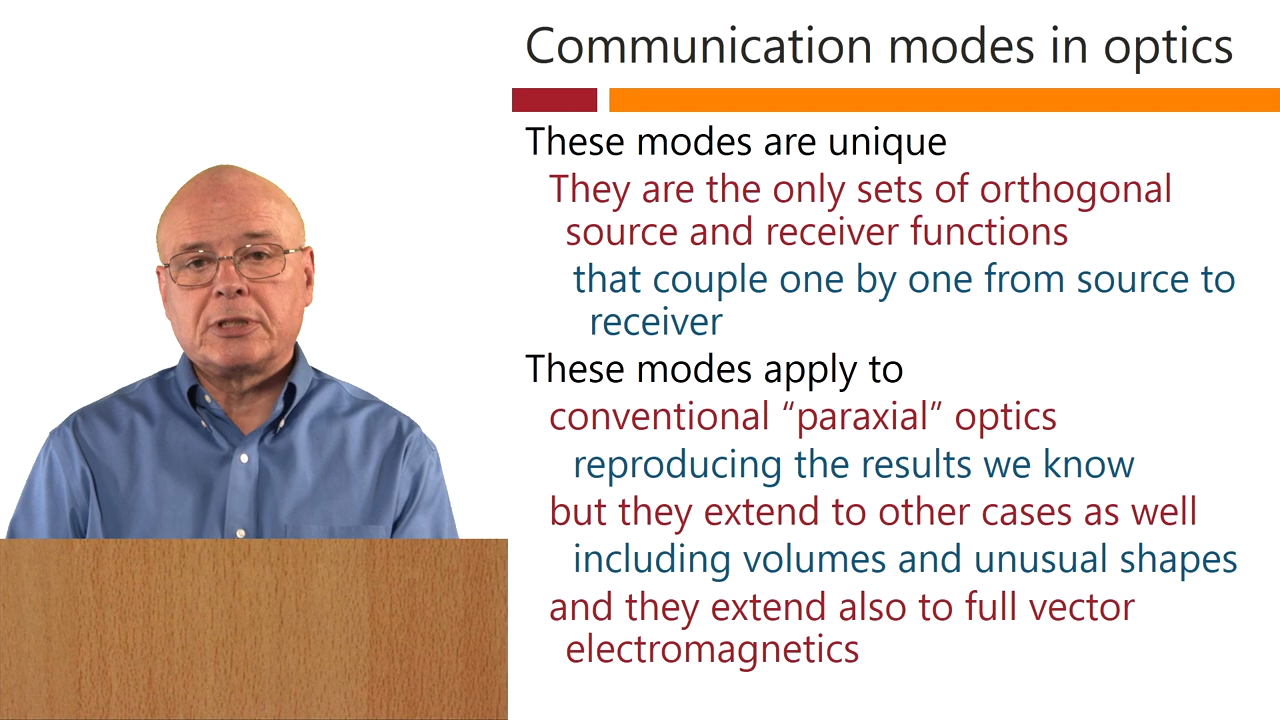 Communication modes in optics
These modes are unique
They are the only sets of orthogonal
source and receiver functions
that couple one by one from source to
receiver
These modes apply to
conventional “paraxial” optics
reproducing the results we know
but they extend to other cases as well
including volumes and unusual shapes
and they extend also to full vector
electromagnetics